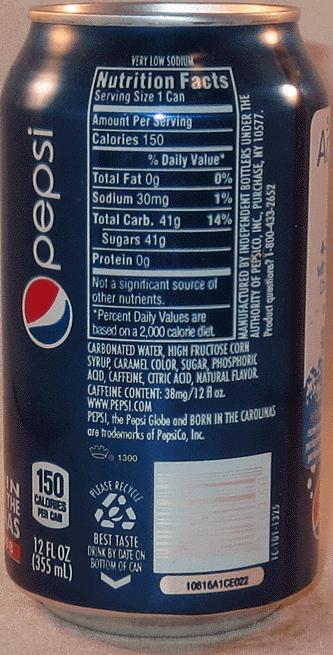 VERY LOW SODIUM
Nutrition Facts
Serving Size 1 Can
Amount Per Serving
Calories 150
% Daily Value*
Total Fat 0g 0%
Sodium 30mg 1%
Total Carb. 41g 14%
Sugars 41g
Protein 0g
Not a significant source of
other nutrients.
*Percent Daily Values are
based on a 2,000 calorie diet.
MANUFACTURED BY INDEPENDENT BOTTLERS UNDER THE
AUTHORITY OF PEPSICO, INC., PURCHASE, NY 10577.
Product questions? 1-800-433-2652
pepsi
CARBONATED WATER, HIGH FRUCTOSE CORN
SYRUP, CARAMEL COLOR, SUGAR, PHOSPHORIC
ACID, CAFFEINE, CITRIC ACID, NATURAL FLAVOR
CAFFEINE CONTENT: 38mg/12 fl oz.
WWW.PEPSI.COM
PEPSI, the Pepsi Globe and BORN IN THE CAROLINAS
are trademarks of PepsiCo, Inc.
1300
150
CALORIES
PER CAN
12 FL OZ
(355 mL)
PLEASE RECYCLE
BEST TASTE
DRINK BY DATE ON
BOTTOM OF CAN
10616A1CE022